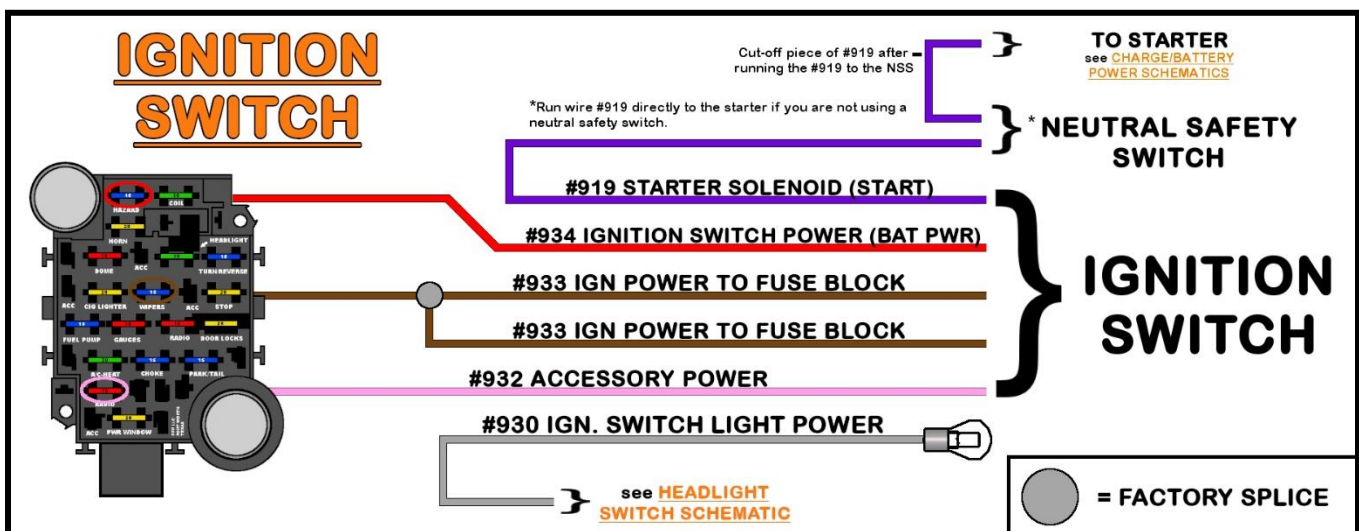 IGNITION
SWITCH
Cut-off piece of #919 after
running the #919 to the NSS
TO STARTER
see CHARGE/BATTERY
POWER SCHEMATICS
*Run wire #919 directly to the starter if you are not using a
neutral safety switch.
* NEUTRAL SAFETY
SWITCH
#919 STARTER SOLENOID (START)
#934 IGNITION SWITCH POWER (BAT PWR)
#933 IGN POWER TO FUSE BLOCK
#933 IGN POWER TO FUSE BLOCK
#932 ACCESSORY POWER
#930 IGN. SWITCH LIGHT POWER
IGNITION
SWITCH
see HEADLIGHT
SWITCH SCHEMATIC
= FACTORY SPLICE
HAZARD
COIL
HORN
HEADLIGHT
DOME
ACC
TURN/REVERSE
ACC
CIG LIGHTER
WIPERS
ACC
STOP
FUEL PUMP
GAUGES
RADIO
DOOR LOCKS
A/C-HEAT
CHOKE
PARK/TAIL
RADIO
ACC
PWR WINDOW